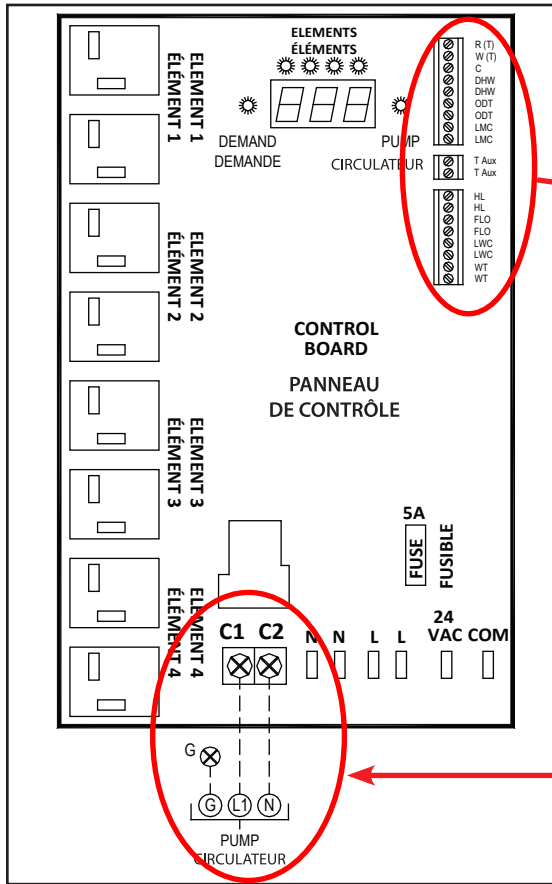 ELEMENTS
ÉLÉMENTS
DEMAND
DEMANDE
PUMP
CIRCULATEUR
R (T)
W (T)
C
DHW
DHW
ODT
ODT
LMC
LMC
T Aux
T Aux
HL
HL
FLO
FLO
LWC
LWC
WT
WT
ELEMENT 1
ÉLÉMENT 1
ELEMENT 2
ÉLÉMENT 2
ELEMENT 3
ÉLÉMENT 3
ELEMENT 4
ÉLÉMENT 4
CONTROL
BOARD
PANNEAU
DE CONTRÔLE
5A
FUSE
FUSIBLE
C1 C2 N N L L 24 VAC COM
G
G L1 N
PUMP
CIRCULATEUR